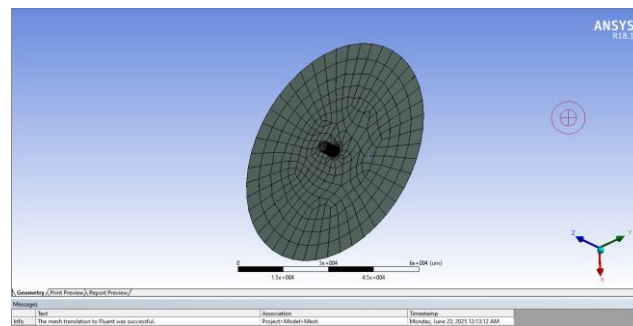 ANSYS
R18.1
Z
Y
X
0 3e+004 6e+004 (um)
1.5e+004 4.5e+004
Geometry Print Preview Report Preview
Messages
Text Association Timestamp
Info The mesh translation to Fluent was successful. Project>Model>Mesh Monday, June 23, 2025 12:13:12 AM